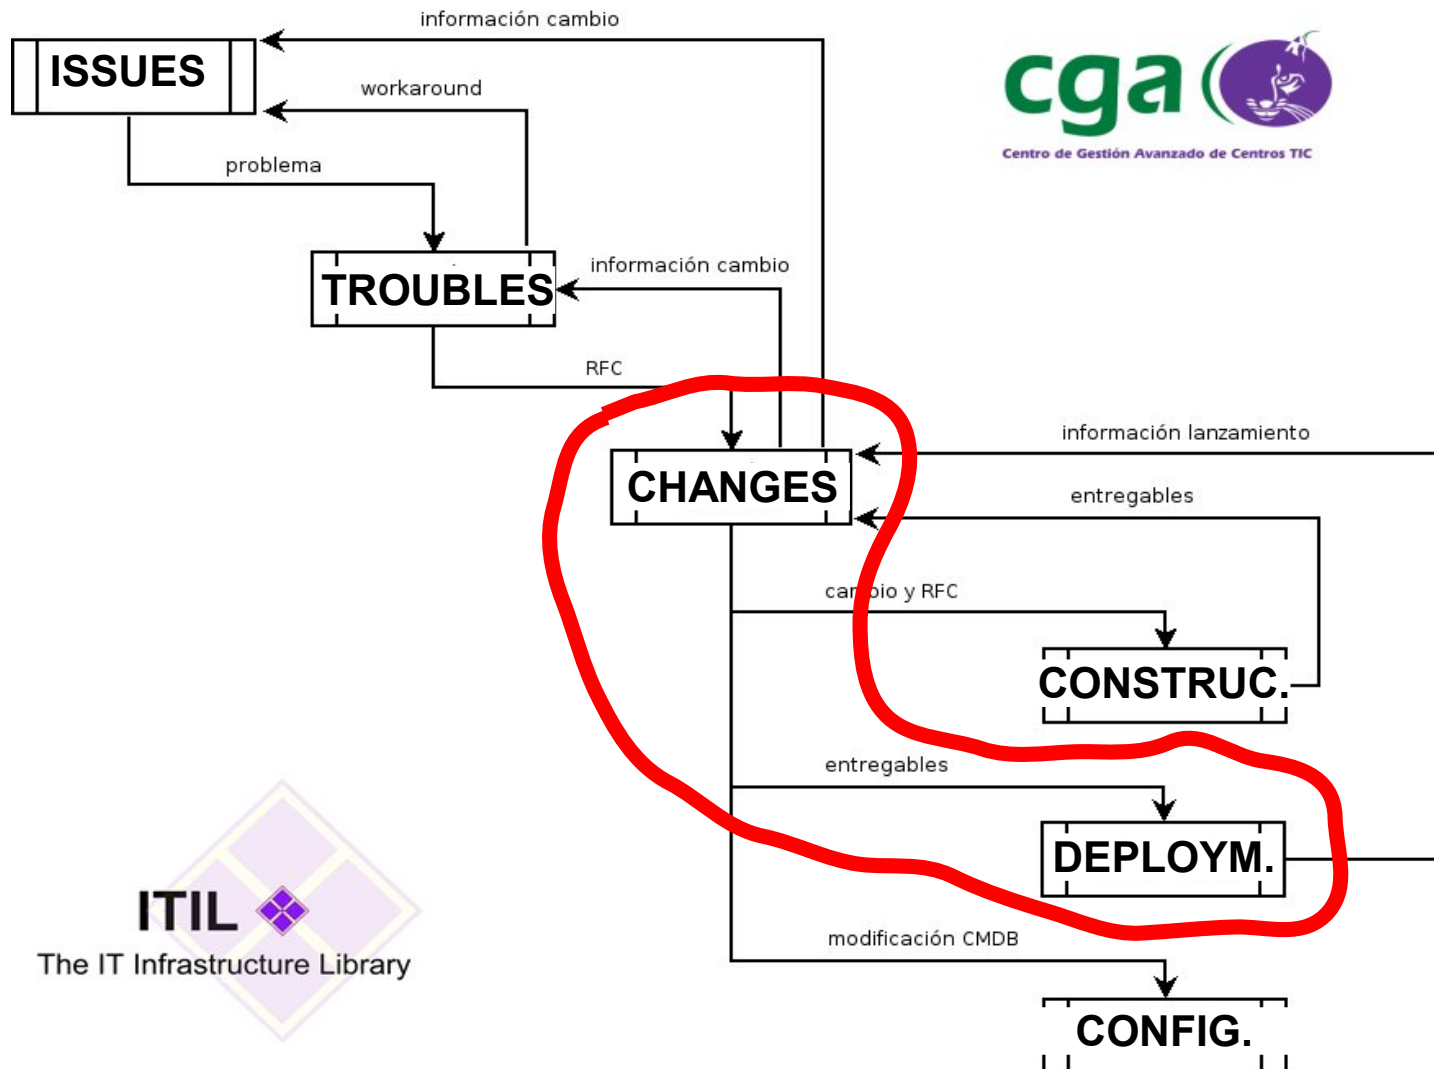 información cambio
ISSUES
workaround
problema
cga
Centro de Gestión Avanzado de Centros TIC
TROUBLES
información cambio
RFC
CHANGES
información lanzamiento
entregables
cambio y RFC
CONSTRUC.
entregables
DEPLOYM.
modificación CMDB
CONFIG.
ITIL
The IT Infrastructure Library